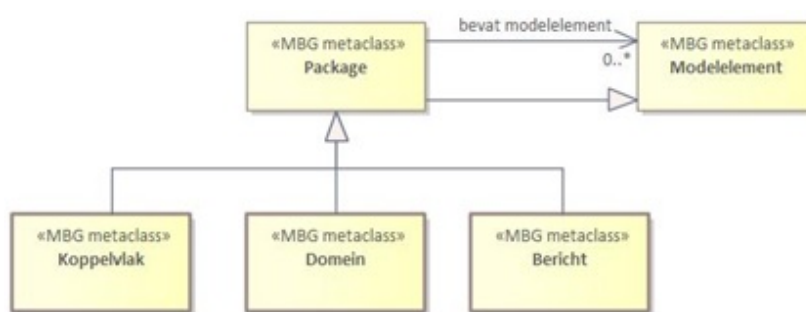 «MBG metaclass»
Package
bevat modelelement
0..*
«MBG metaclass»
Modelelement
«MBG metaclass»
Koppelvlak
«MBG metaclass»
Domein
«MBG metaclass»
Bericht